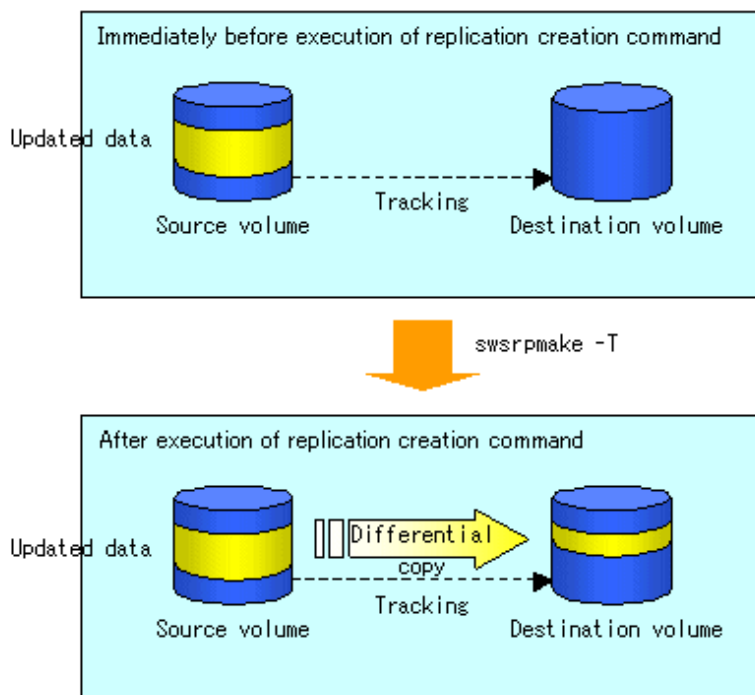 Immediately before execution of replication creation command
Updated data
Tracking
Source volume
Destination volume
swsrpmake -T
After execution of replication creation command
Differential
Updated data
copy
Tracking
Source volume
Destination volume